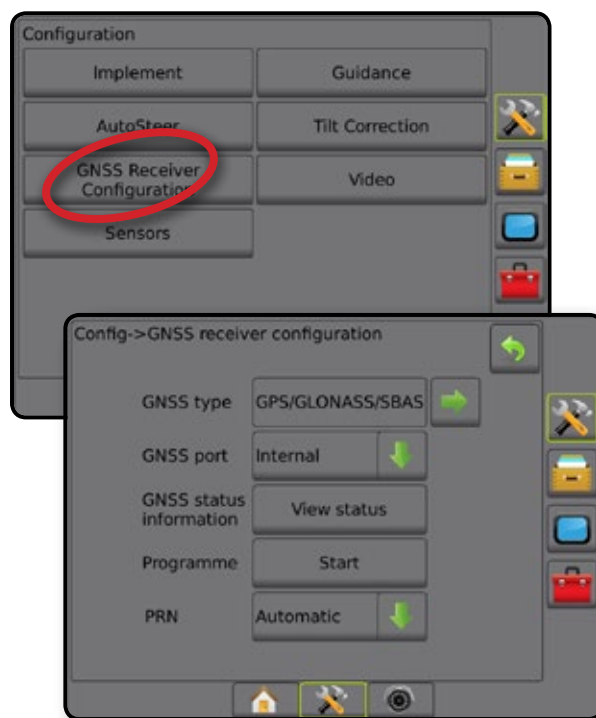 Configuration
Implement
Guidance
AutoSteer
Tilt Correction
GNSS Receiver
Configuration
Video
Sensors
Config->GNSS receiver configuration
GNSS type
GPS/GLONASS/SBAS
GNSS port
Internal
GNSS status
information
View status
Programme
Start
PRN
Automatic